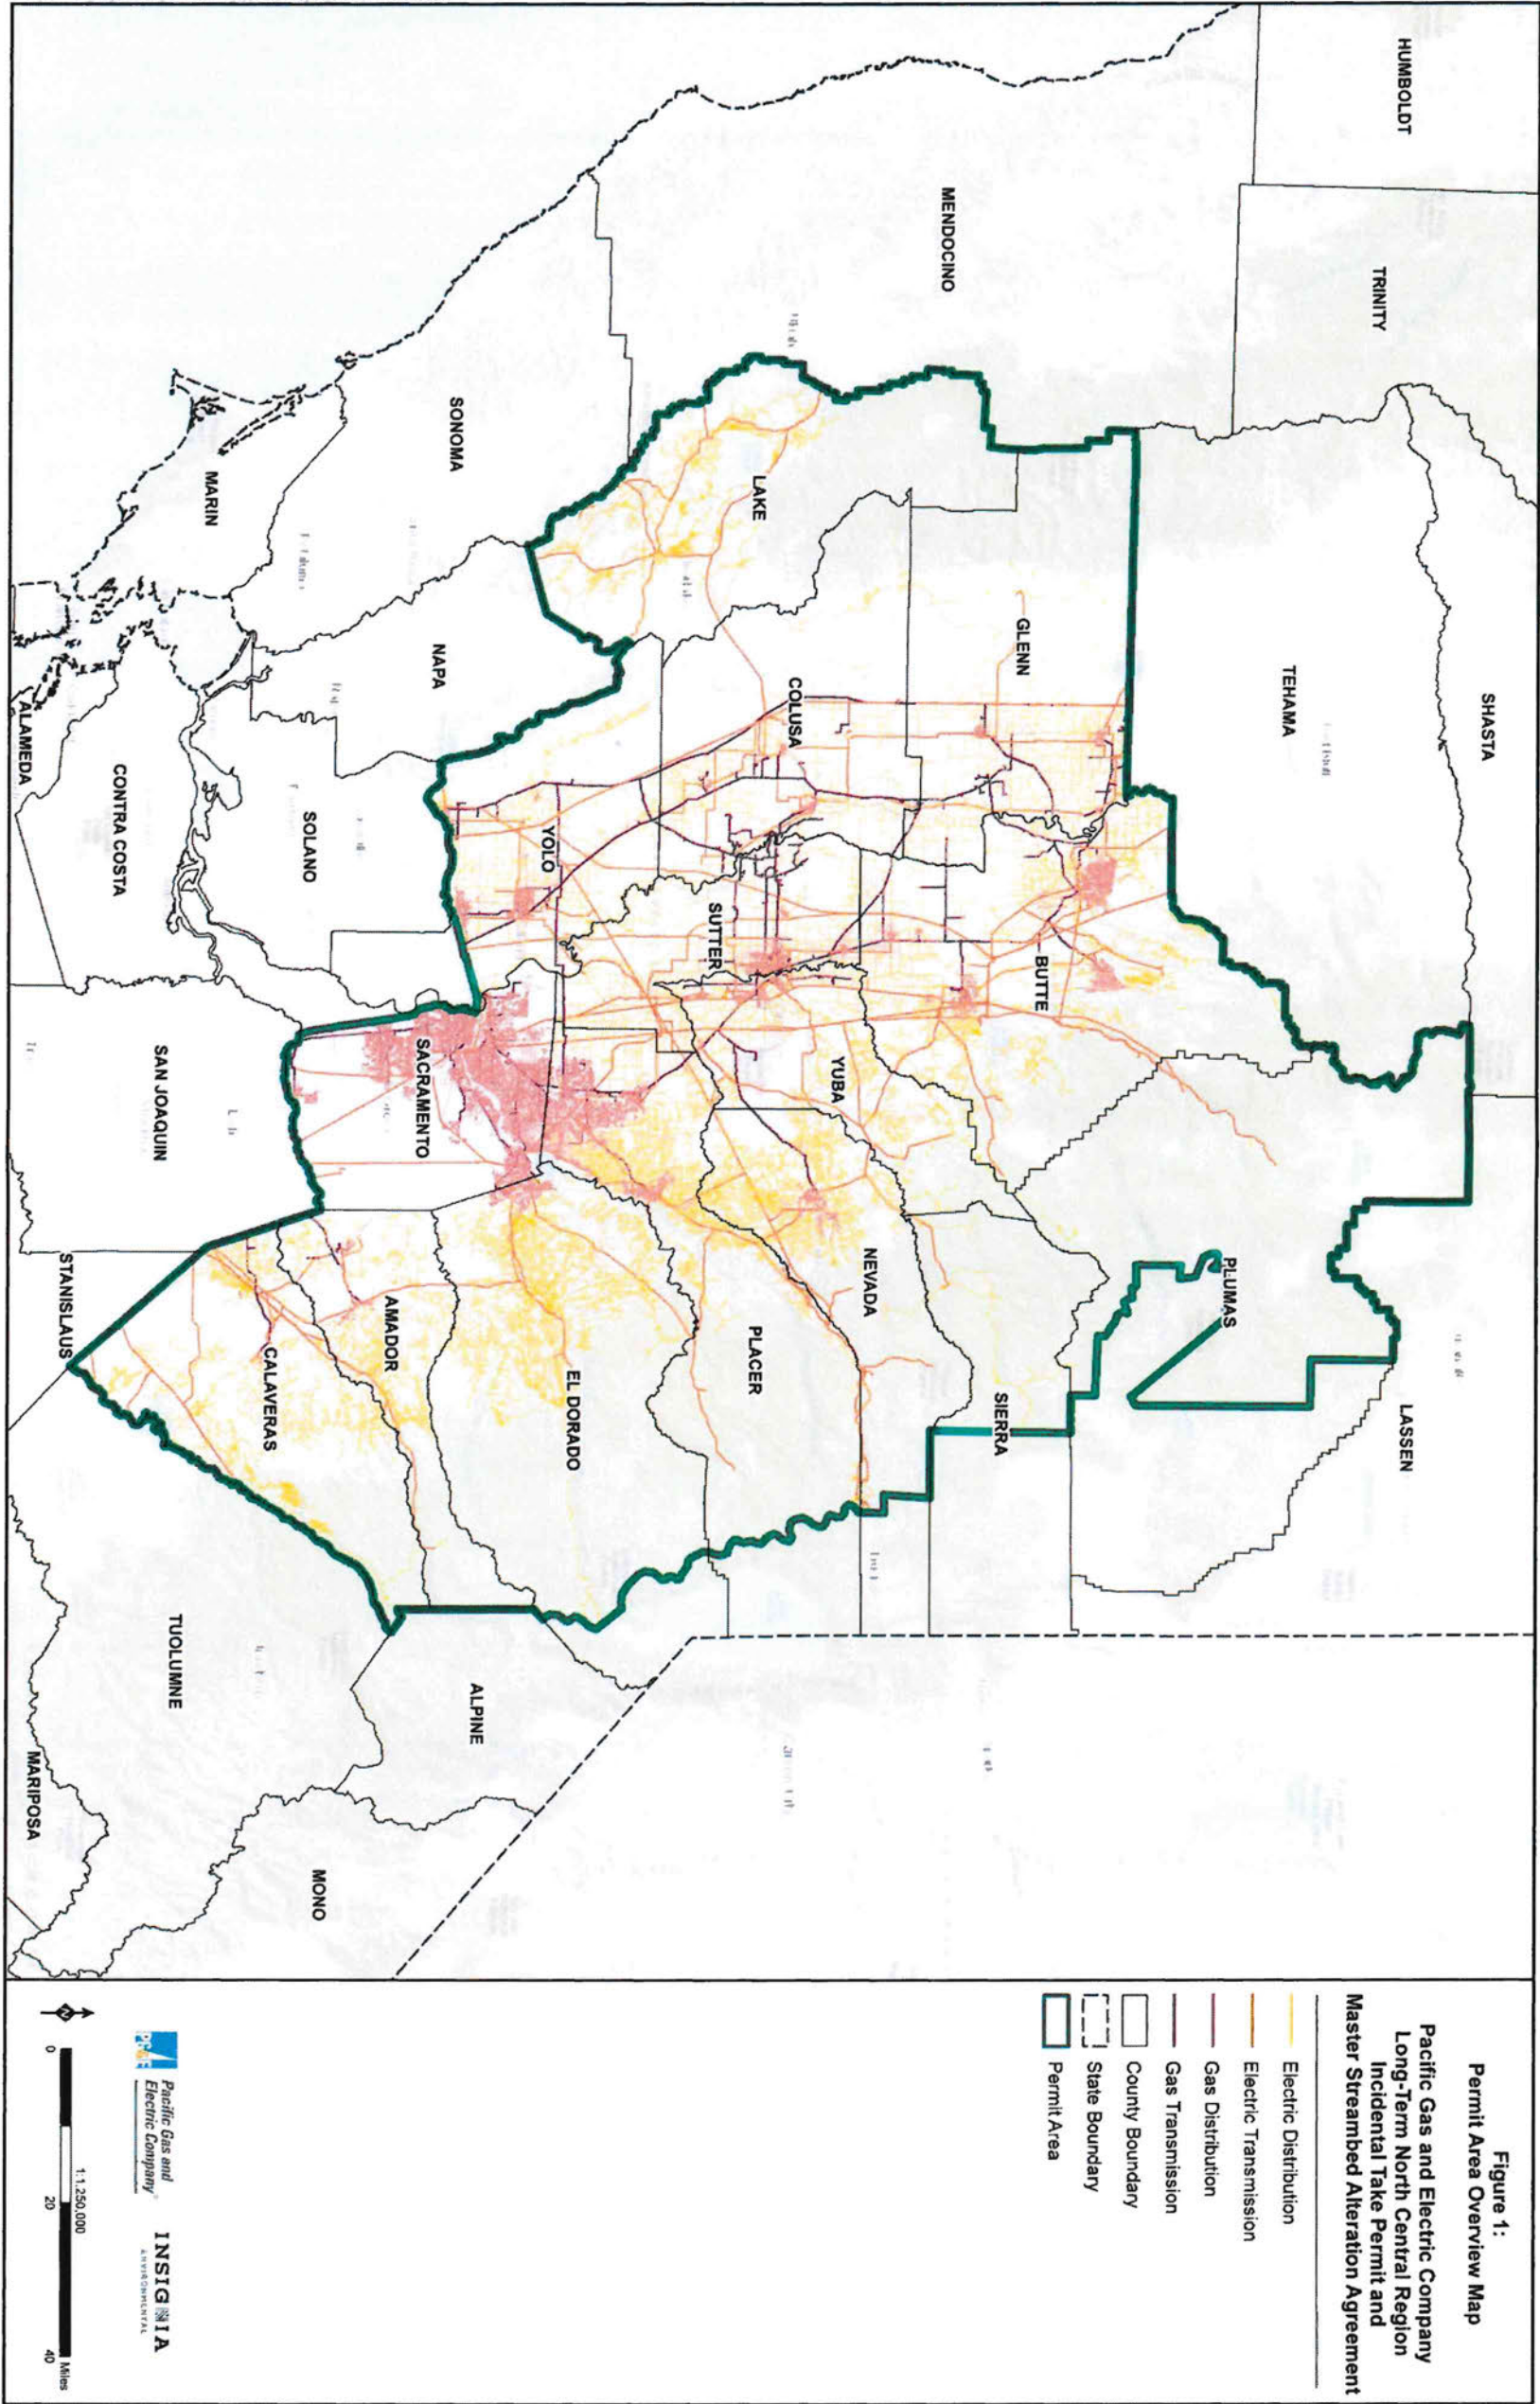 Figure 1:
Permit Area Overview Map
Pacific Gas and Electric Company
Long-Term North Central Region
Incidental Take Permit and
Master Streambed Alteration Agreement
Electric Distribution
Electric Transmission
Gas Distribution
Gas Transmission
County Boundary
State Boundary
Permit Area
PG&E
Pacific Gas and
Electric Company
INSIGNIA
ENVIRONMENTAL
N
1:1,250,000
0
20
40
Miles
HUMBOLDT
TRINITY
SHASTA
TEHAMA
LASSEN
MENDOCINO
GLENN
BUTTE
PLUMAS
LAKE
COLUSA
SUTTER
YUBA
NEVADA
SIERRA
SONOMA
NAPA
YOLO
PLACER
EL DORADO
MARIN
SOLANO
SACRAMENTO
AMADOR
ALPINE
CONTRA COSTA
CALAVERAS
ALAMEDA
SAN JOAQUIN
STANISLAUS
TUOLUMNE
MONO
MARIPOSA